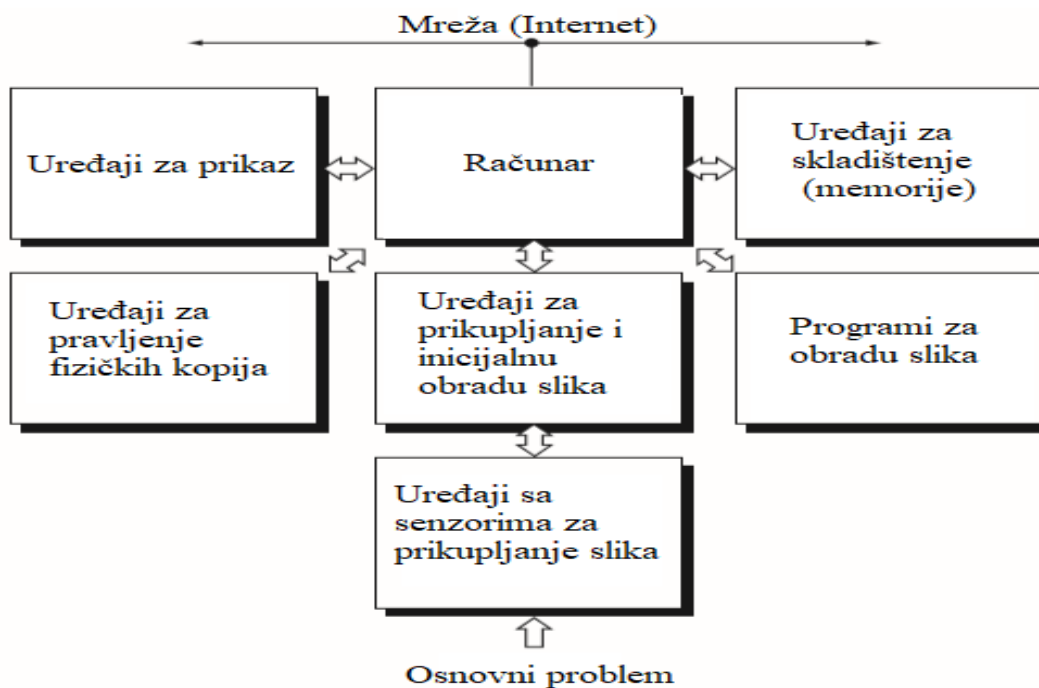 Mreža (Internet)
Uređaji za prikaz
Računar
Uređaji za
skladištenje
(memorije)
Uređaji za
pravljenje
fizičkih kopija
Uređaji za
prikupljanje i
inicijalnu
obradu slika
Programi za
obradu slika
Uređaji sa
senzorima za
prikupljanje slika
Osnovni problem